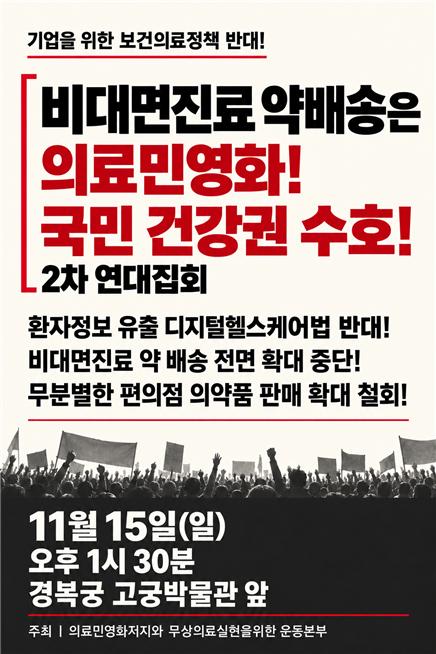 기업을 위한 보건의료정책 반대!
비대면진료 약배송은
의료민영화!
국민 건강권 수호!
2차 연대집회
환자정보 유출 디지털헬스케어법 반대!
비대면진료 약 배송 전면 확대 중단!
무분별한 편의점 의약품 판매 확대 철회!
11월 15일(일)
오후 1시 30분
경복궁 고궁박물관 앞
주최 | 의료민영화저지와 무상의료실현을위한 운동본부